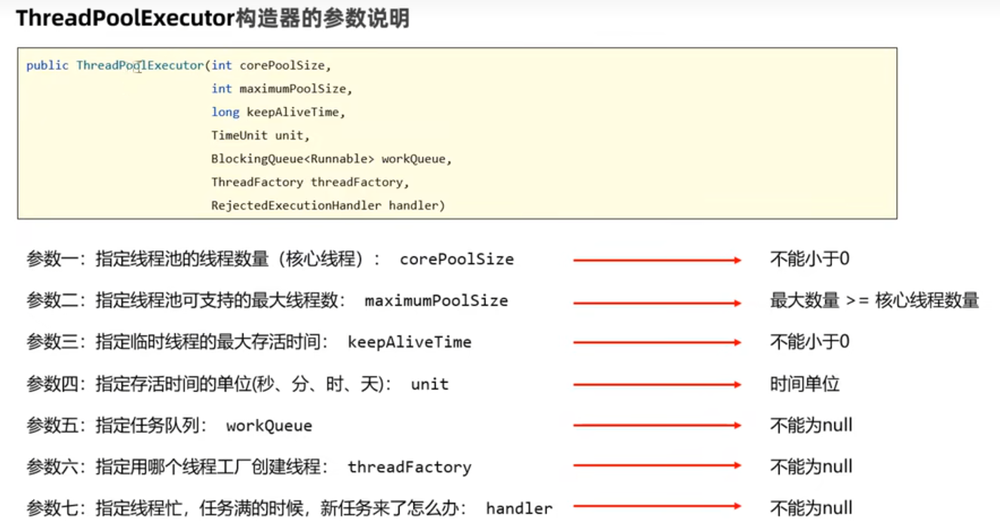 ThreadPoolExecutor构造器的参数说明
public ThreadPoolExecutor(int corePoolSize,
int maximumPoolSize,
long keepAliveTime,
TimeUnit unit,
BlockingQueue<Runnable> workQueue,
ThreadFactory threadFactory,
RejectedExecutionHandler handler)
参数一：指定线程池的线程数量（核心线程）： corePoolSize 不能小于0
参数二：指定线程池可支持的最大线程数： maximumPoolSize 最大数量 >= 核心线程数量
参数三：指定临时线程的最大存活时间： keepAliveTime 不能小于0
参数四：指定存活时间的单位(秒、分、时、天)： unit 时间单位
参数五：指定任务队列： workQueue 不能为null
参数六：指定用哪个线程工厂创建线程： threadFactory 不能为null
参数七：指定线程忙，任务满的时候，新任务来了怎么办： handler 不能为null